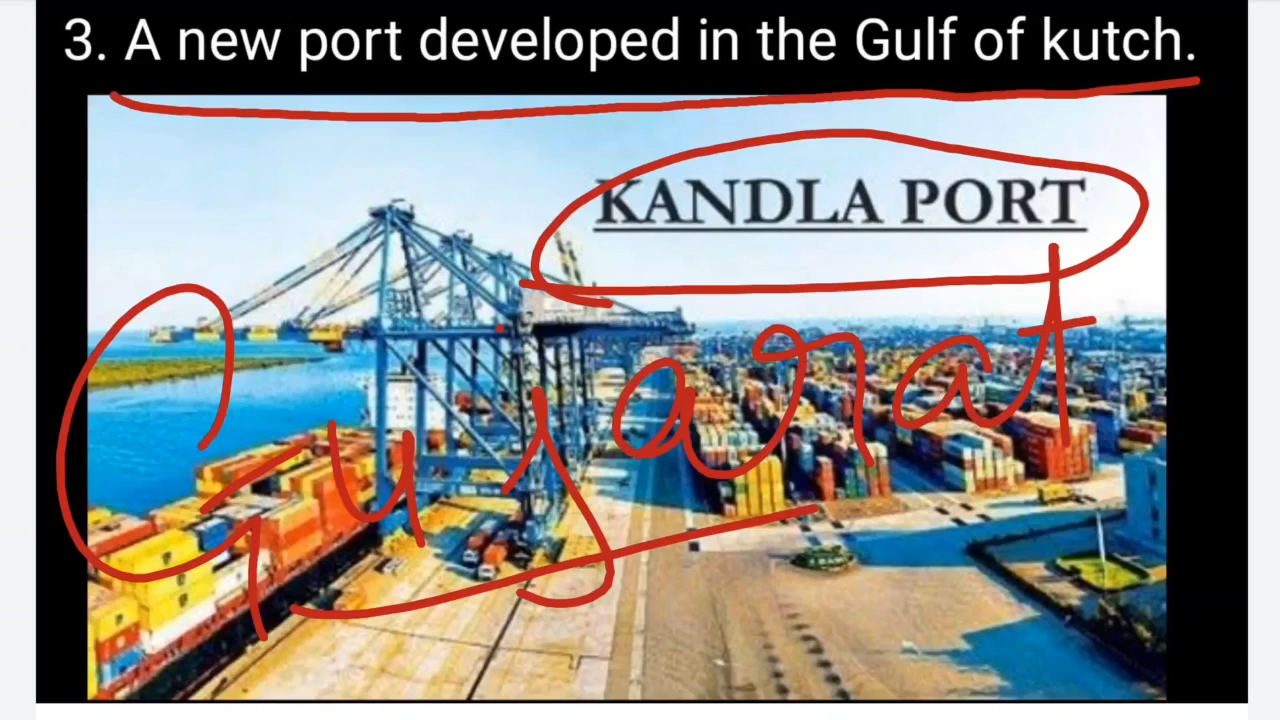 3. A new port developed in the Gulf of kutch.
KANDLA PORT
Gujarat